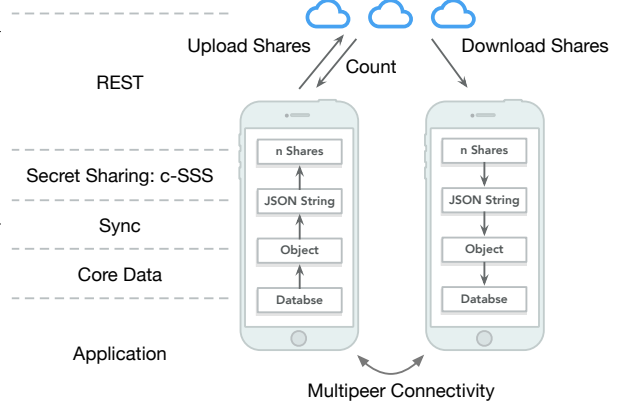 Upload Shares
Download Shares
Count
REST
n Shares
n Shares
Secret Sharing: c-SSS
JSON String
JSON String
Sync
Object
Object
Core Data
Databse
Databse
Application
Multipeer Connectivity